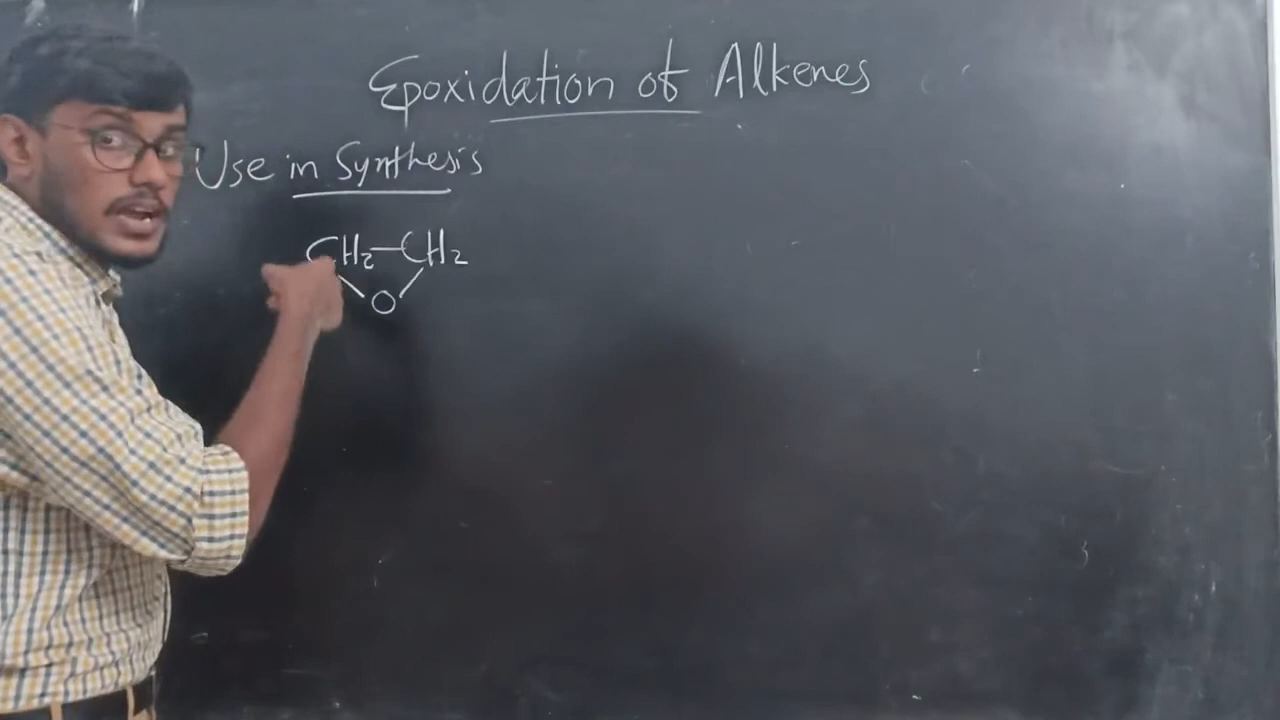 Epoxidation of Alkenes
Use in Synthesis
CH₂—CH₂
O